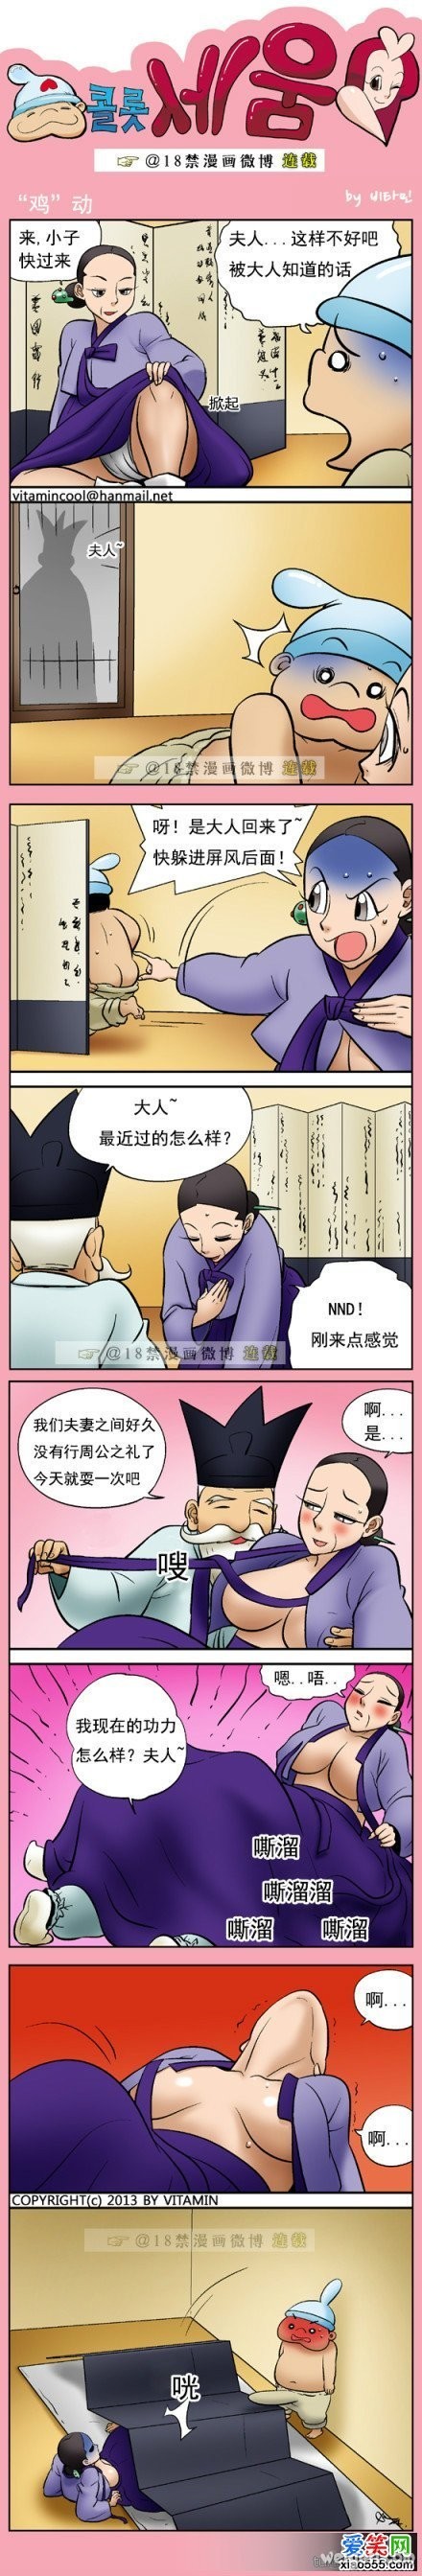 콜롯 세움
@18禁漫画微博 连载
“鸡”动
by 비타민
来,小子
快过来
夫人...这样不好吧
被大人知道的话
掀起
vitamincool@hanmail.net
夫人~
@18禁漫画微博 连载
呀！是大人回来了~
快躲进屏风后面！
大人~
最近过的怎么样？
NND！
刚来点感觉
@18禁漫画微博 连载
我们夫妻之间好久
没有行周公之礼了
今天就耍一次吧
啊...
是...
嗖
嗯..唔..
我现在的功力
怎么样？夫人~
嘶溜
嘶溜溜
嘶溜
嘶溜
啊...
啊...
COPYRIGHT(c) 2013 BY VITAMIN
@18禁漫画微博 连载
咣
爱笑网
xiao555.com